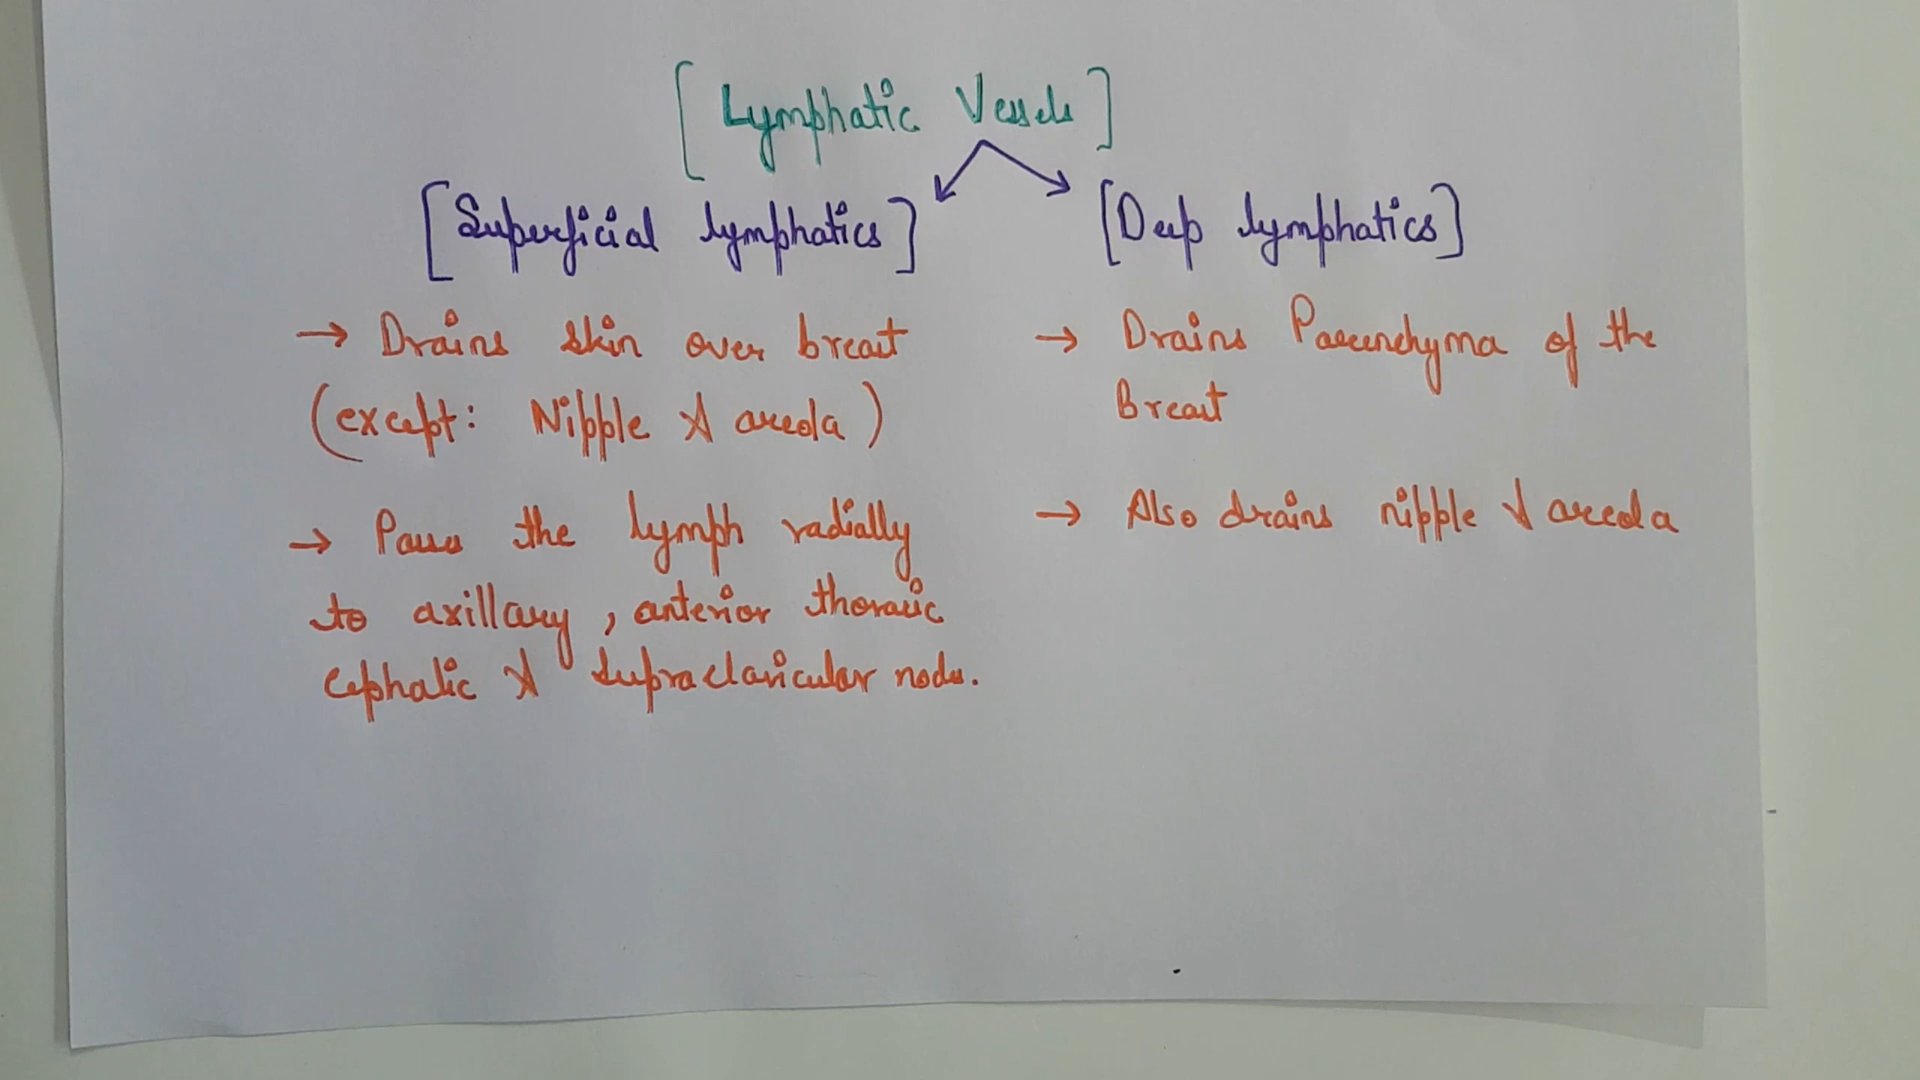 [Lymphatic Vessels]
[Superficial lymphatics]
→ Drains skin over breast
(except: Nipple & areola)
→ Pass the lymph radially
to axillary, anterior thoracic
cephalic & supraclavicular nodes.
[Deep lymphatics]
→ Drains Parenchyma of the
Breast
→ Also drains nipple & areola